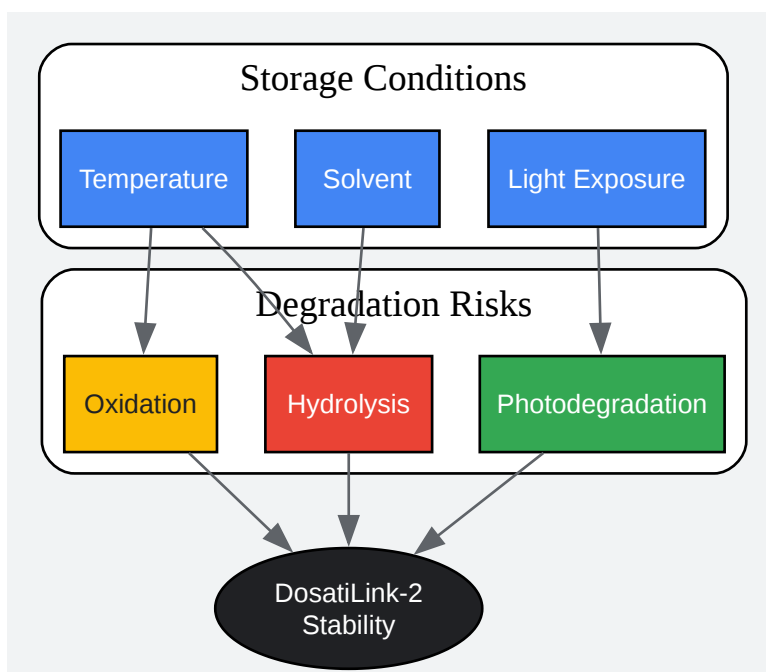 Storage Conditions
Temperature
Solvent
Light Exposure
Degradation Risks
Oxidation
Hydrolysis
Photodegradation
DosatiLink-2
Stability